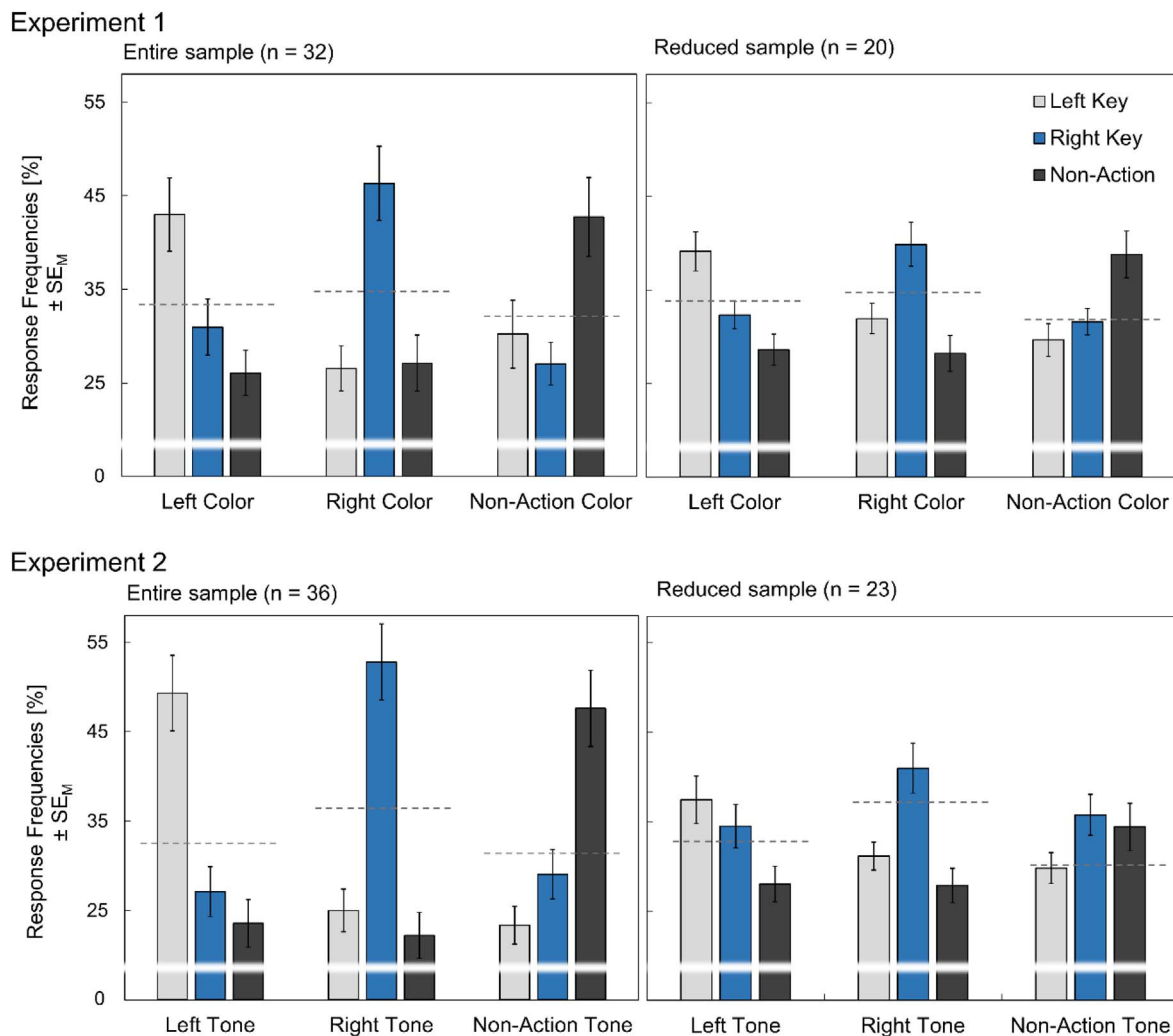 Experiment 1
Entire sample (n = 32)
Reduced sample (n = 20)
Response Frequencies [%]
± SEM
55
45
35
25
0
Left Key
Right Key
Non-Action
Left Color Right Color Non-Action Color
Left Color Right Color Non-Action Color
Experiment 2
Entire sample (n = 36)
Reduced sample (n = 23)
Response Frequencies [%]
± SEM
55
45
35
25
0
Left Tone Right Tone Non-Action Tone
Left Tone Right Tone Non-Action Tone